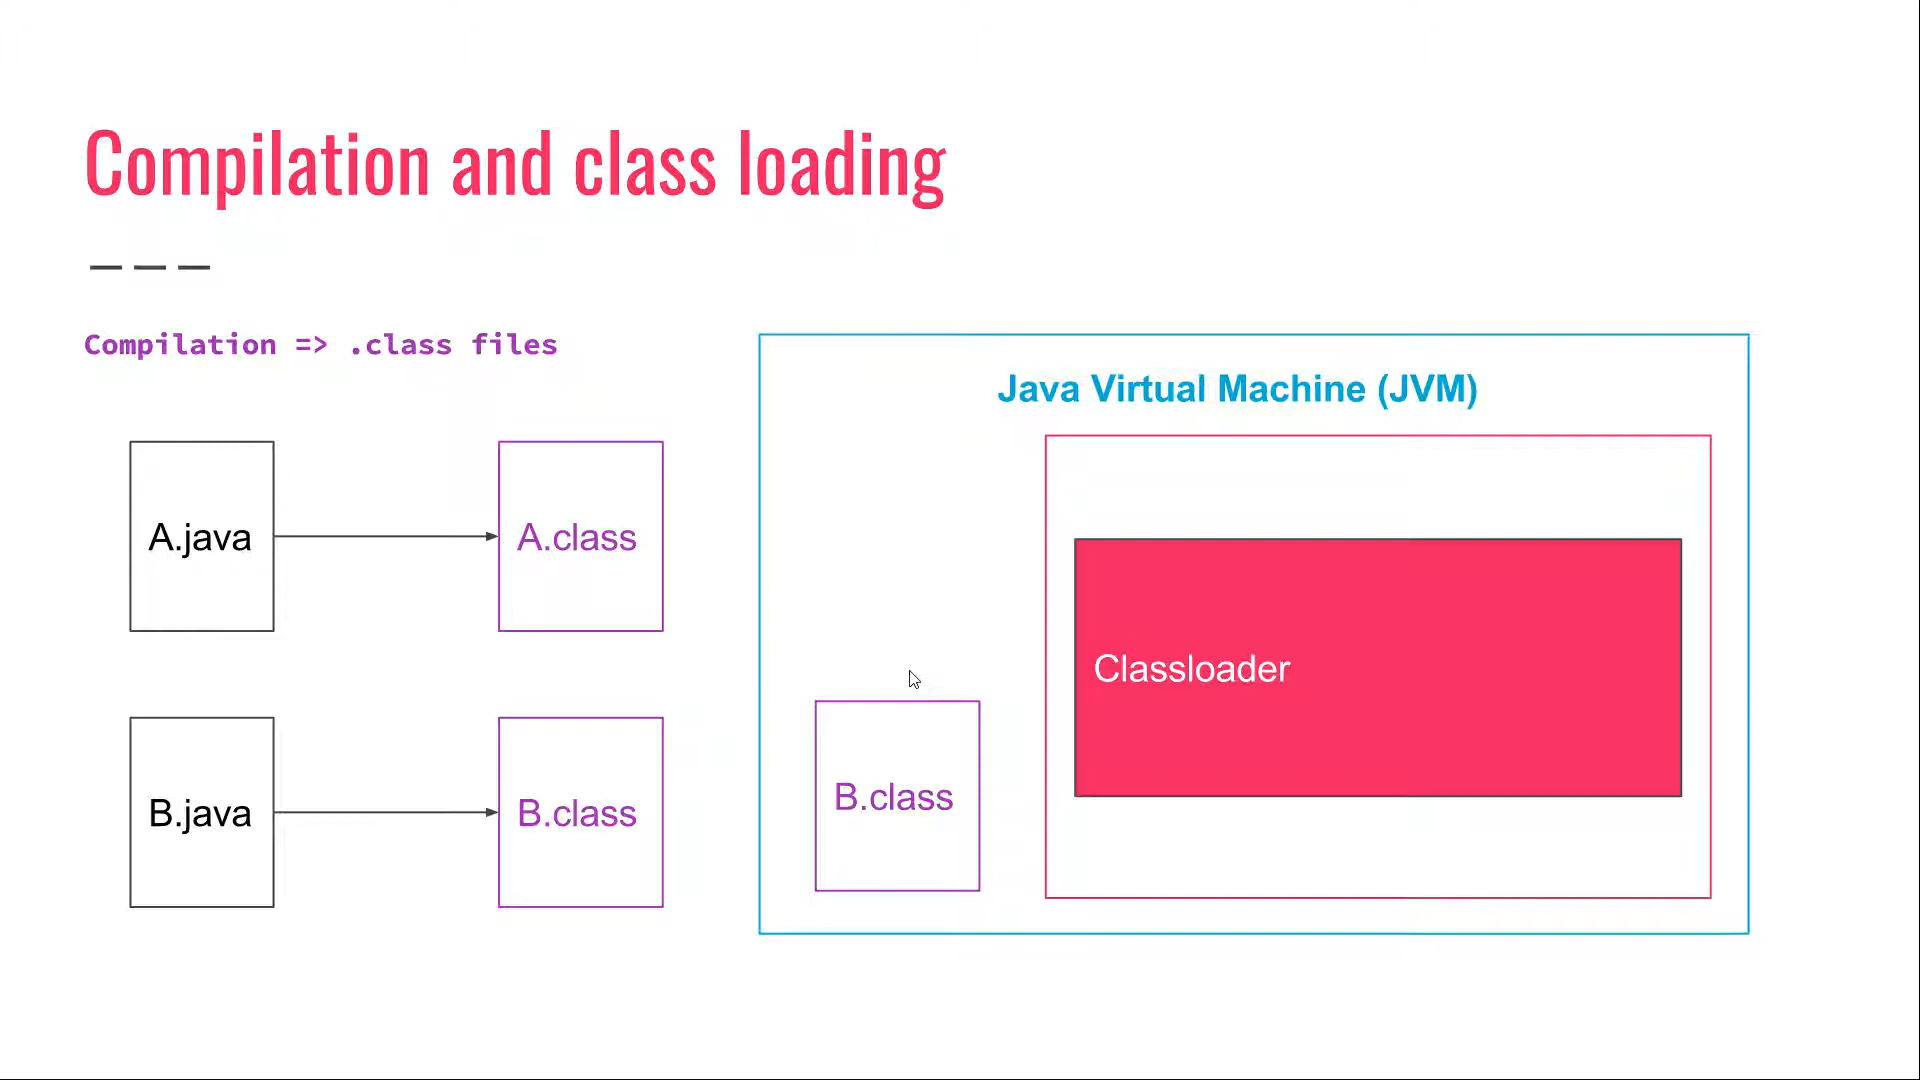 Compilation and class loading
Compilation => .class files
Java Virtual Machine (JVM)
A.java
A.class
Classloader
B.class
B.java
B.class